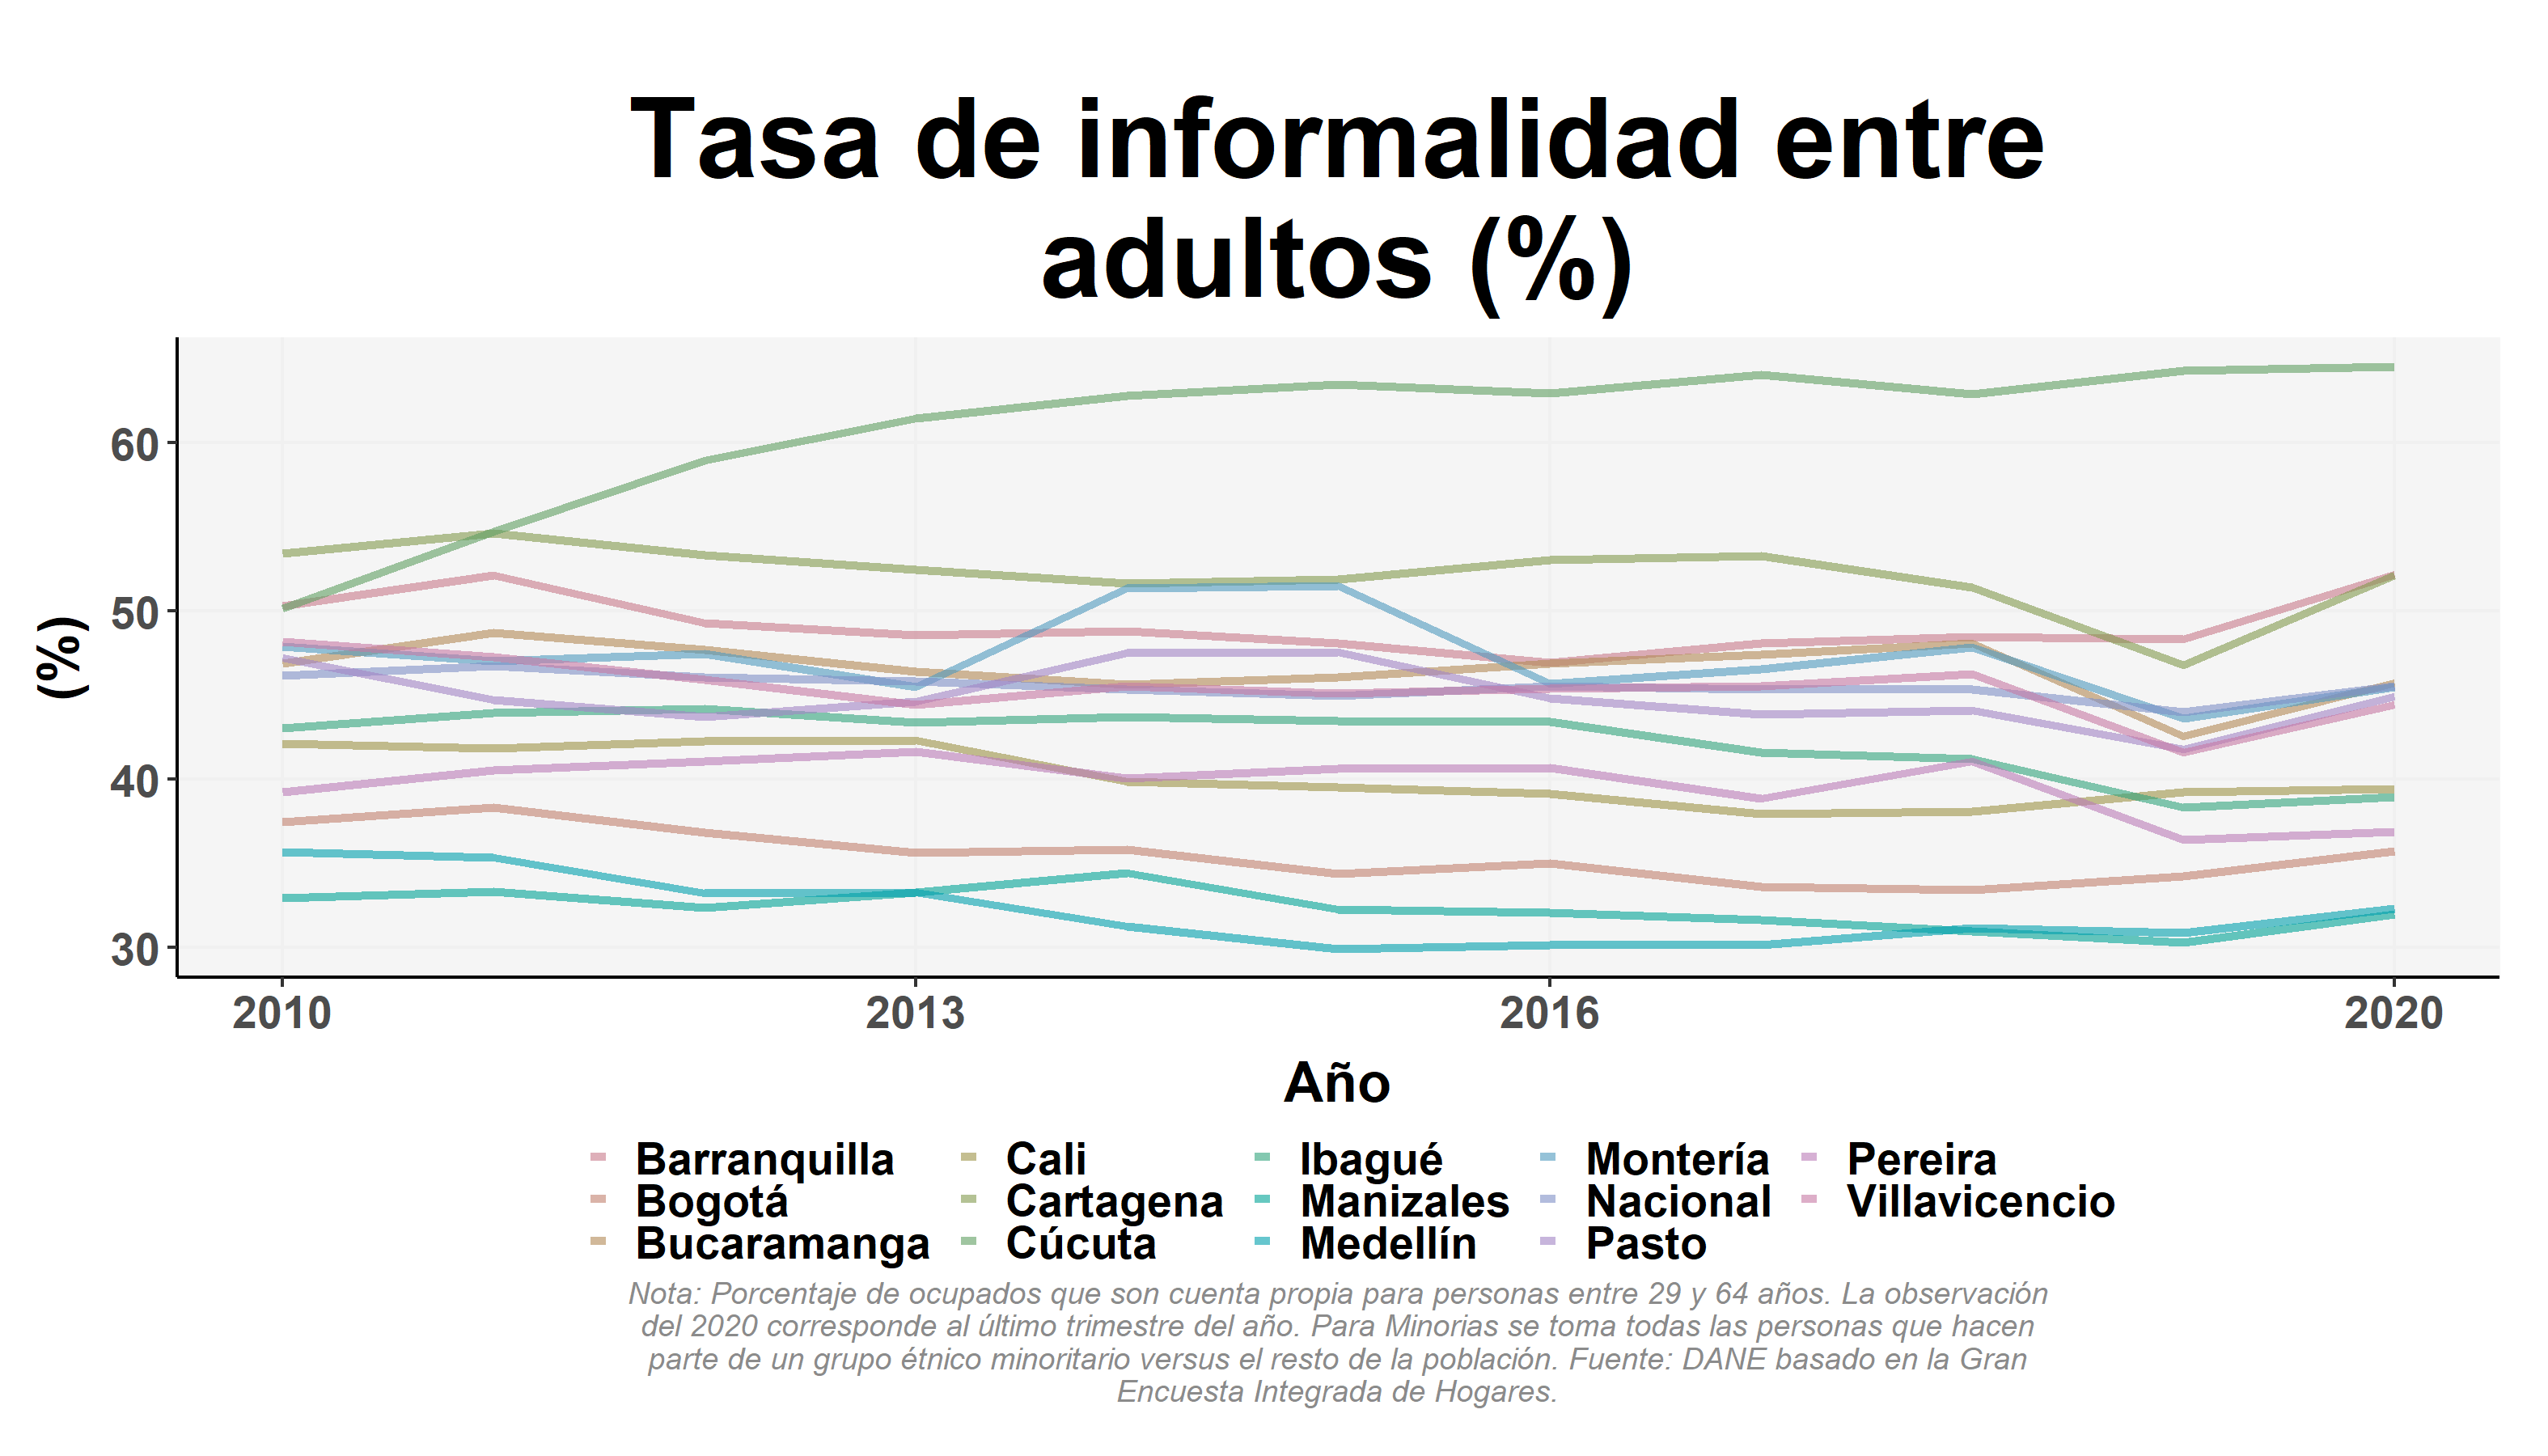 Tasa de informalidad entre
adultos (%)
(%)
60
50
40
30
2010 2013 2016 2020
Año
Barranquilla Cali Ibagué Montería Pereira
Bogotá Cartagena Manizales Nacional Villavicencio
Bucaramanga Cúcuta Medellín Pasto
Nota: Porcentaje de ocupados que son cuenta propia para personas entre 29 y 64 años. La observación
del 2020 corresponde al último trimestre del año. Para Minorias se toma todas las personas que hacen
parte de un grupo étnico minoritario versus el resto de la población. Fuente: DANE basado en la Gran
Encuesta Integrada de Hogares.